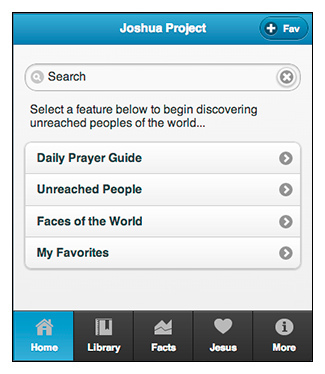 Joshua Project
Fav
Search
Select a feature below to begin discovering
unreached peoples of the world...
Daily Prayer Guide
Unreached People
Faces of the World
My Favorites
Home Library Facts Jesus More